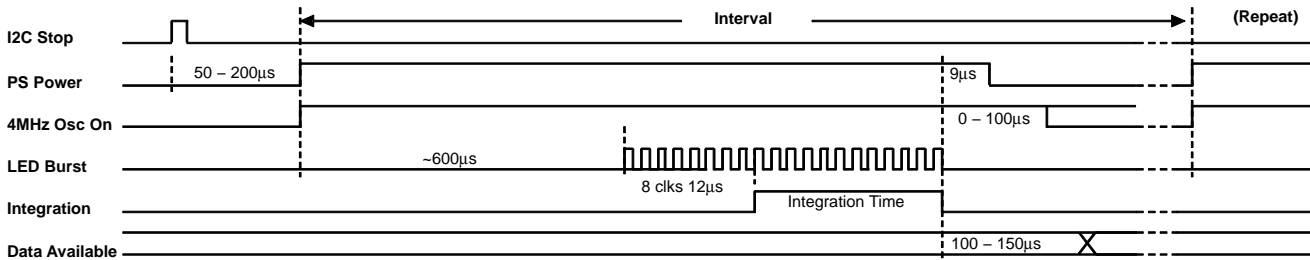 Interval
(Repeat)
I2C Stop
50 – 200μs
9μs
PS Power
0 – 100μs
4MHz Osc On
~600μs
LED Burst
8 clks 12μs
Integration Time
Integration
100 – 150μs
Data Available